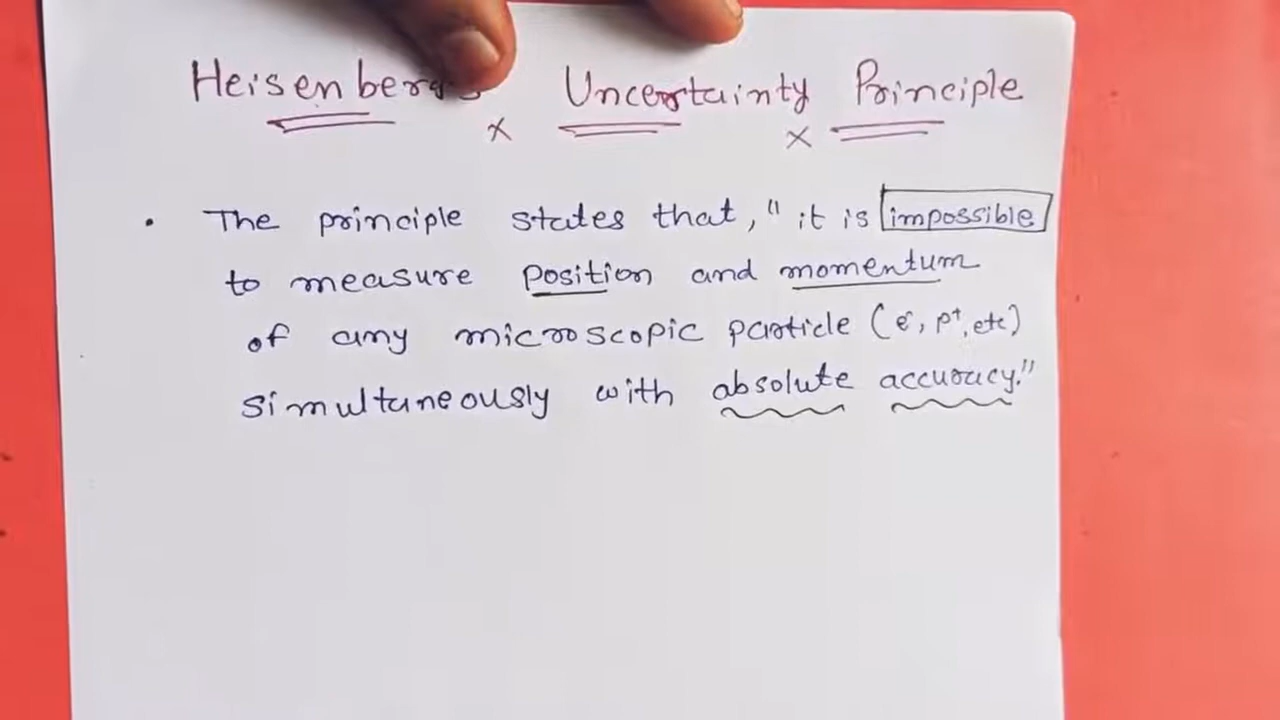 Heisenberg's Uncertainty Principle
x x
• The principle states that, " it is impossible
to measure position and momentum
of any microscopic particle (e⁻, p⁺, etc)
simultaneously with absolute accuracy."